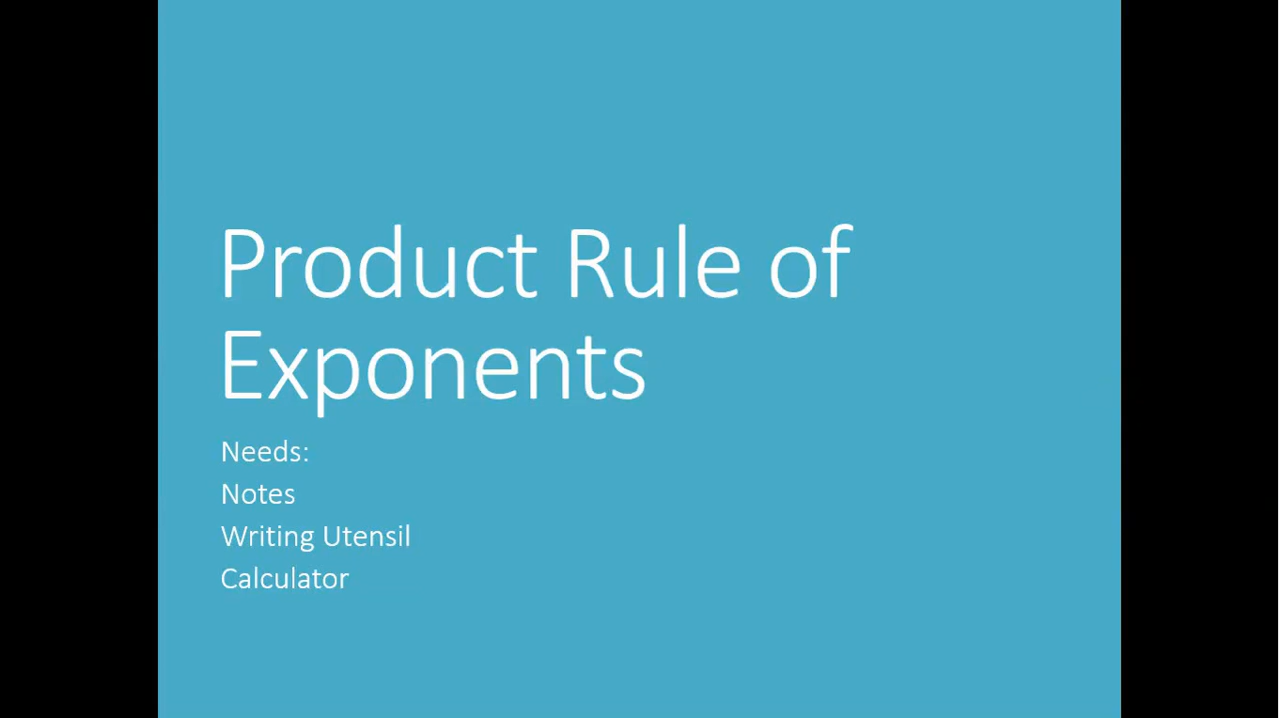 Product Rule of
Exponents
Needs:
Notes
Writing Utensil
Calculator